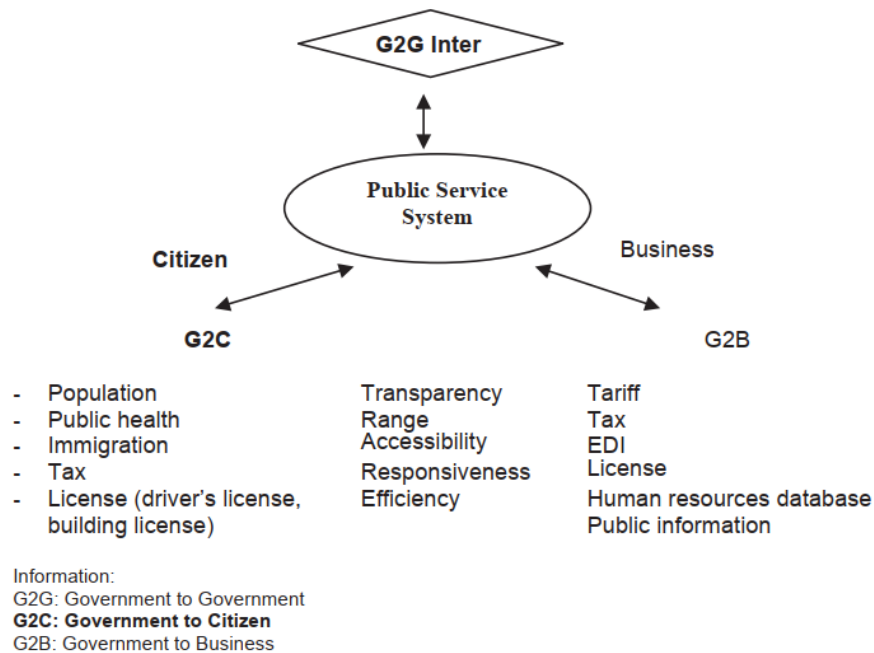 G2G Inter
Public Service
System
Citizen
Business
G2C
G2B
- Population
- Public health
- Immigration
- Tax
- License (driver's license,
building license)
Transparency
Range
Accessibility
Responsiveness
Efficiency
Tariff
Tax
EDI
License
Human resources database
Public information
Information:
G2G: Government to Government
G2C: Government to Citizen
G2B: Government to Business